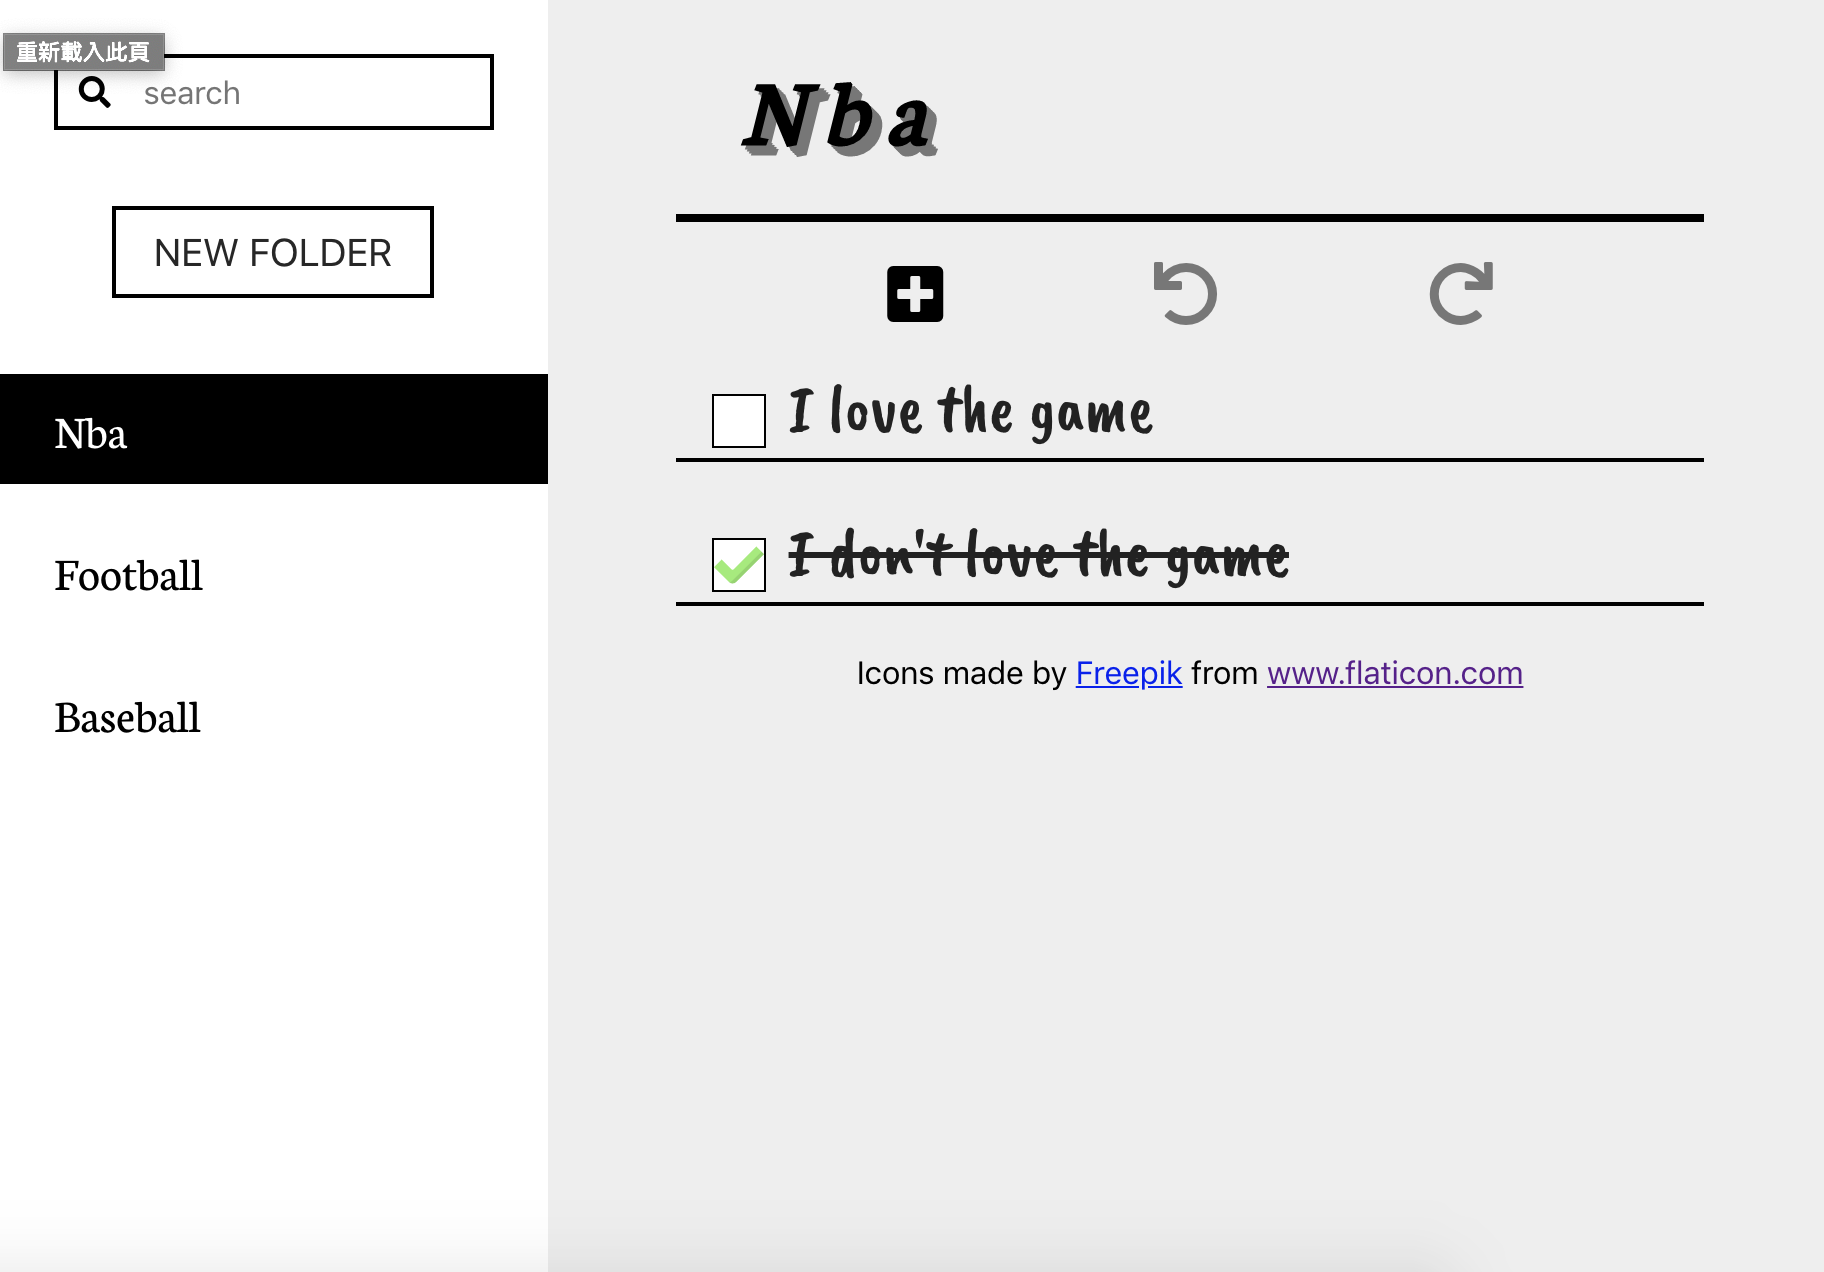 重新載入此頁
search
NEW FOLDER
Nba
Football
Baseball
Nba
I love the game
I don't love the game
Icons made by Freepik from www.flaticon.com